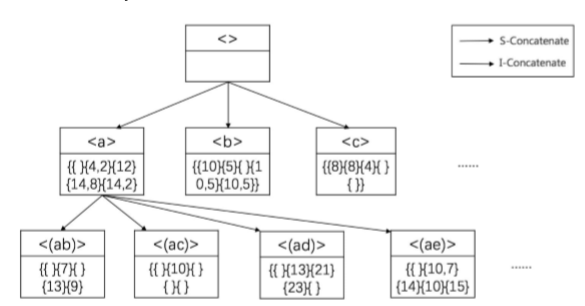 <>
S-Concatenate
I-Concatenate
<a>
{{ }{4,2}{12}
{14,8}{14,2}
<b>
{{10}{5}{ }{1
0,5}{10,5}}
<c>
{{8}{8}{4}{ }
{ }}
......
<(ab)>
{{ }{7}{ }
{13}{9}
<(ac)>
{{ }{10}{ }
{ }{ }
<(ad)>
{{ }{13}{21}
{23}{ }
<(ae)>
{{ }{10,7}
{14}{10}{15}
......